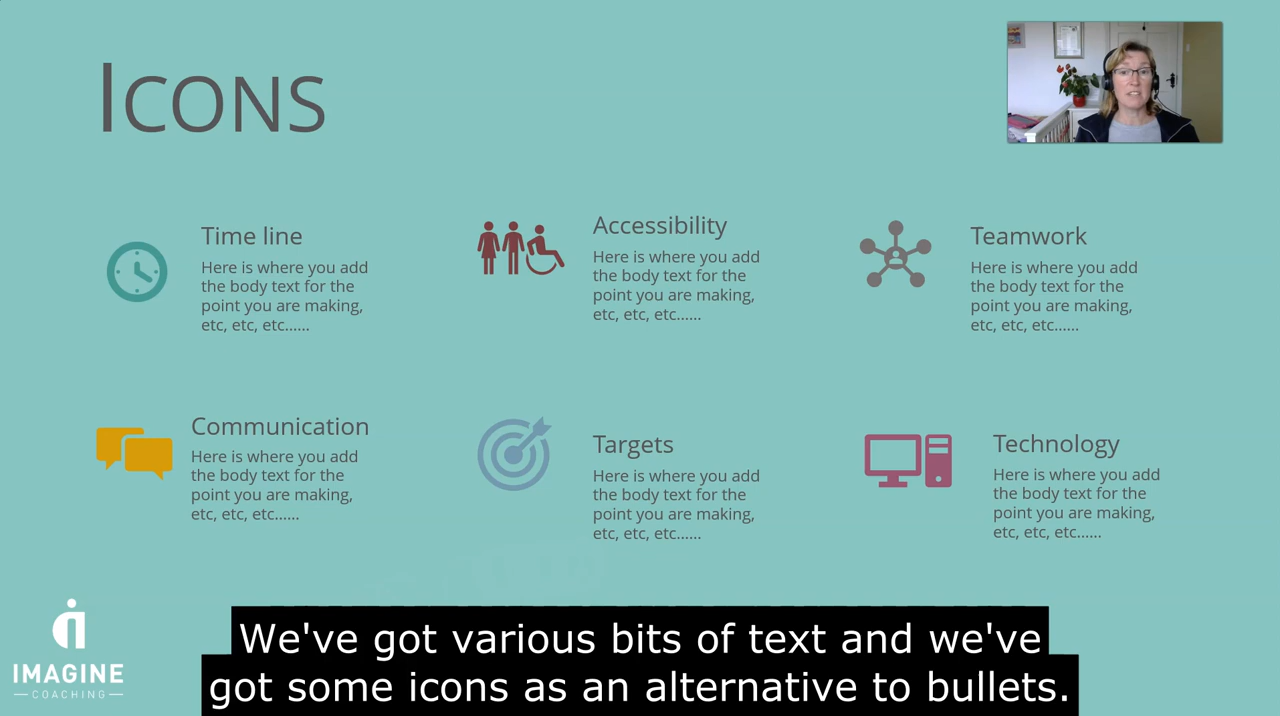 ICONS
Time line
Here is where you add
the body text for the
point you are making,
etc, etc, etc......
Accessibility
Here is where you add
the body text for the
point you are making,
etc, etc, etc......
Teamwork
Here is where you add
the body text for the
point you are making,
etc, etc, etc......
Communication
Here is where you add
the body text for the
point you are making,
etc, etc, etc......
Targets
Here is where you add
the body text for the
point you are making,
etc, etc, etc......
Technology
Here is where you add
the body text for the
point you are making,
etc, etc, etc......
IMAGINE
COACHING
We've got various bits of text and we've
got some icons as an alternative to bullets.